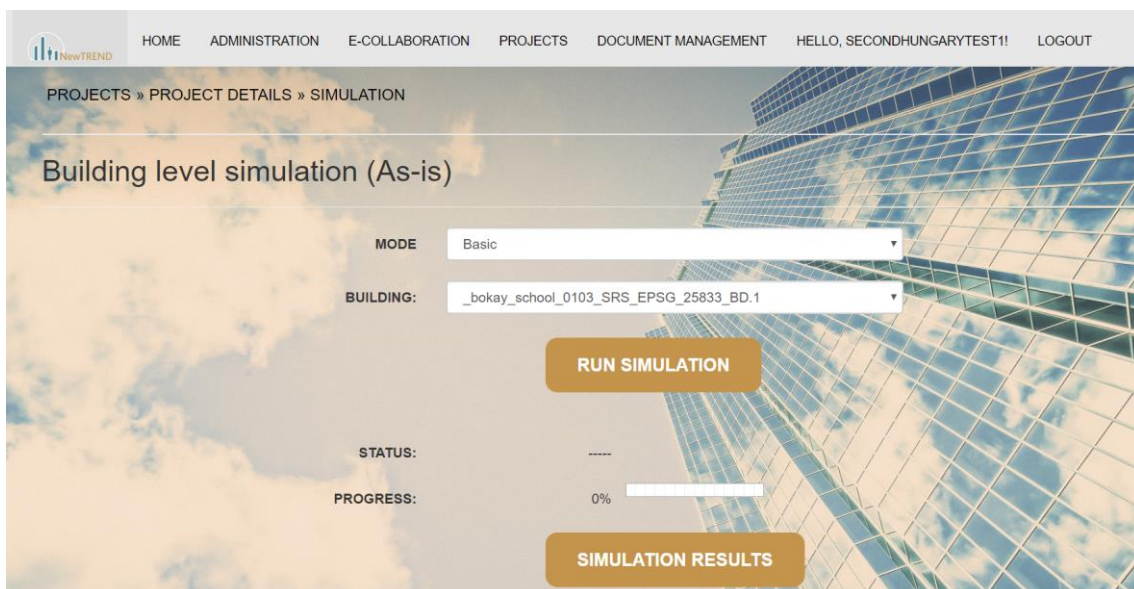 NewTREND HOME ADMINISTRATION E-COLLABORATION PROJECTS DOCUMENT MANAGEMENT HELLO, SECONDHUNGARYTEST1! LOGOUT
PROJECTS » PROJECT DETAILS » SIMULATION
Building level simulation (As-is)
MODE Basic
BUILDING: _bokay_school_0103_SRS_EPSG_25833_BD.1
RUN SIMULATION
STATUS: -----
PROGRESS: 0%
SIMULATION RESULTS